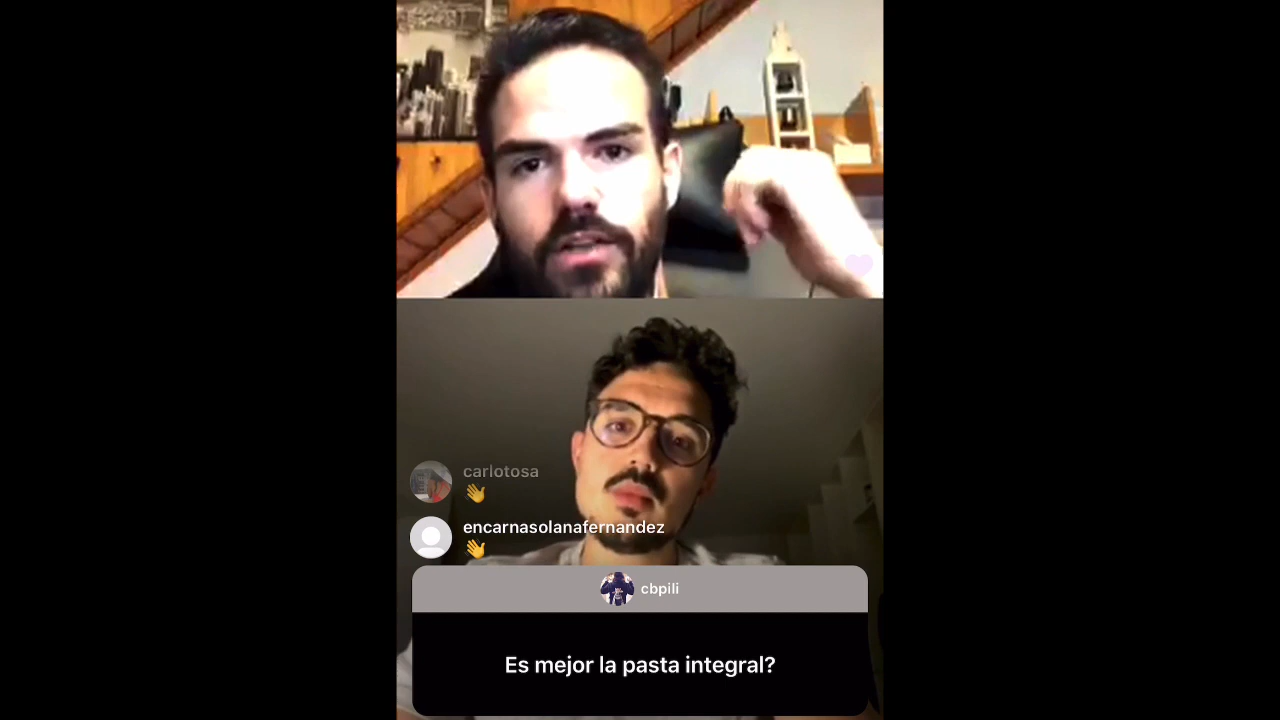 carlotosa
👋
encarnasolanafernandez
👋
cbpili
Es mejor la pasta integral?